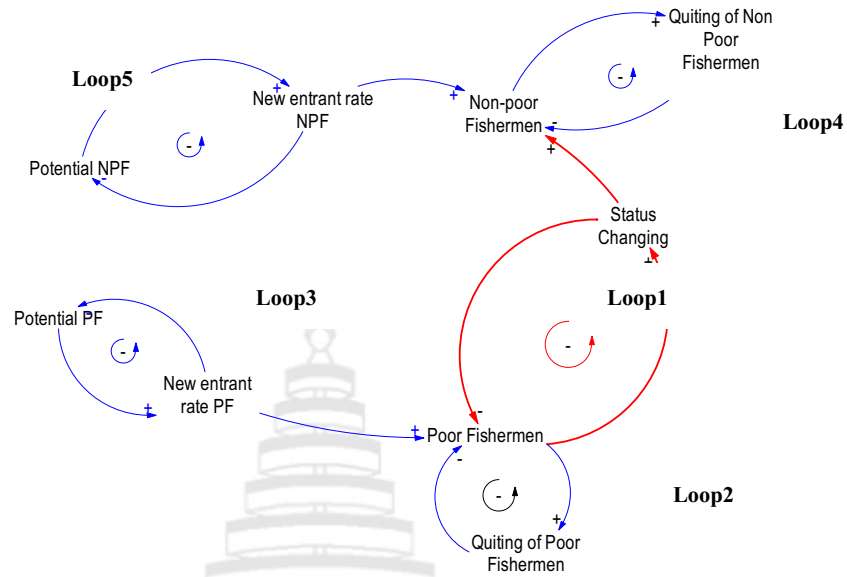 Quiting of Non
Poor
Fishermen
+
Loop5
-
+
New entrant rate
NPF
+
Non-poor
Fishermen
-
+
Loop4
-
Potential NPF
-
Status
Changing
+
Loop3
Loop1
Potential PF
-
-
-
New entrant
rate PF
+
-
+
Poor Fishermen
-
-
Loop2
+
Quiting of Poor
Fishermen